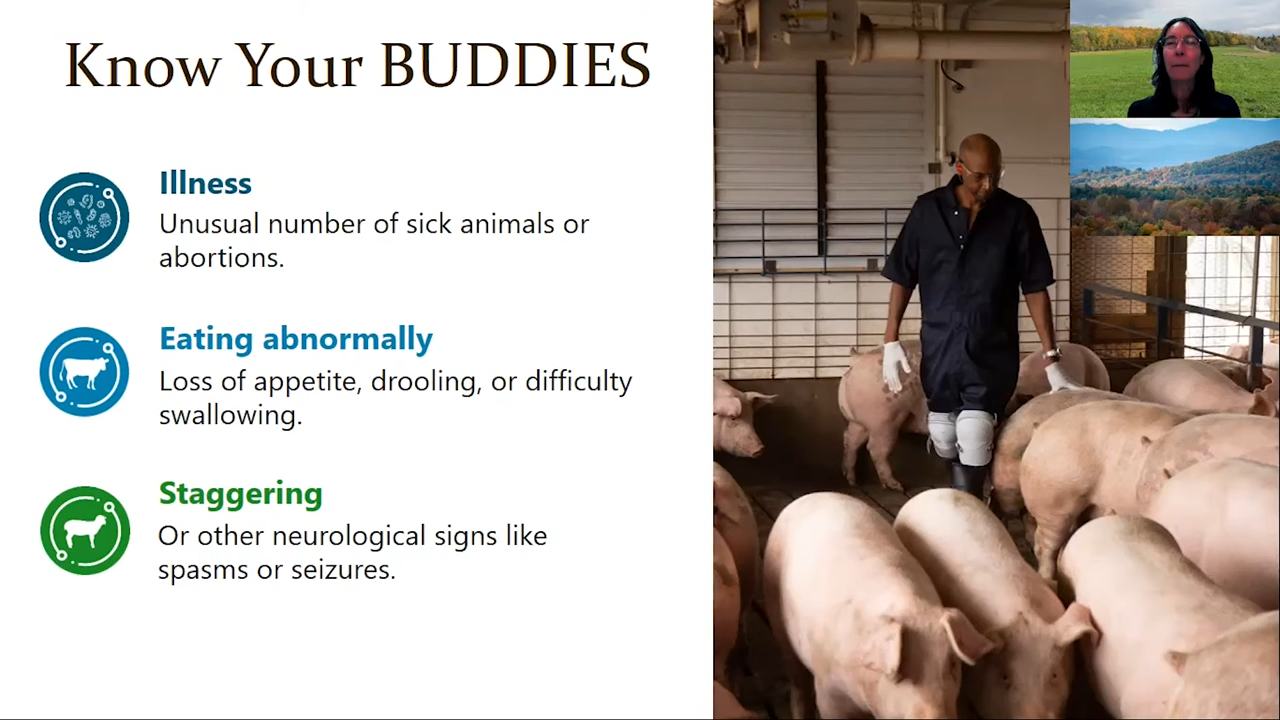 Know Your BUDDIES
Illness
Unusual number of sick animals or
abortions.
Eating abnormally
Loss of appetite, drooling, or difficulty
swallowing.
Staggering
Or other neurological signs like
spasms or seizures.